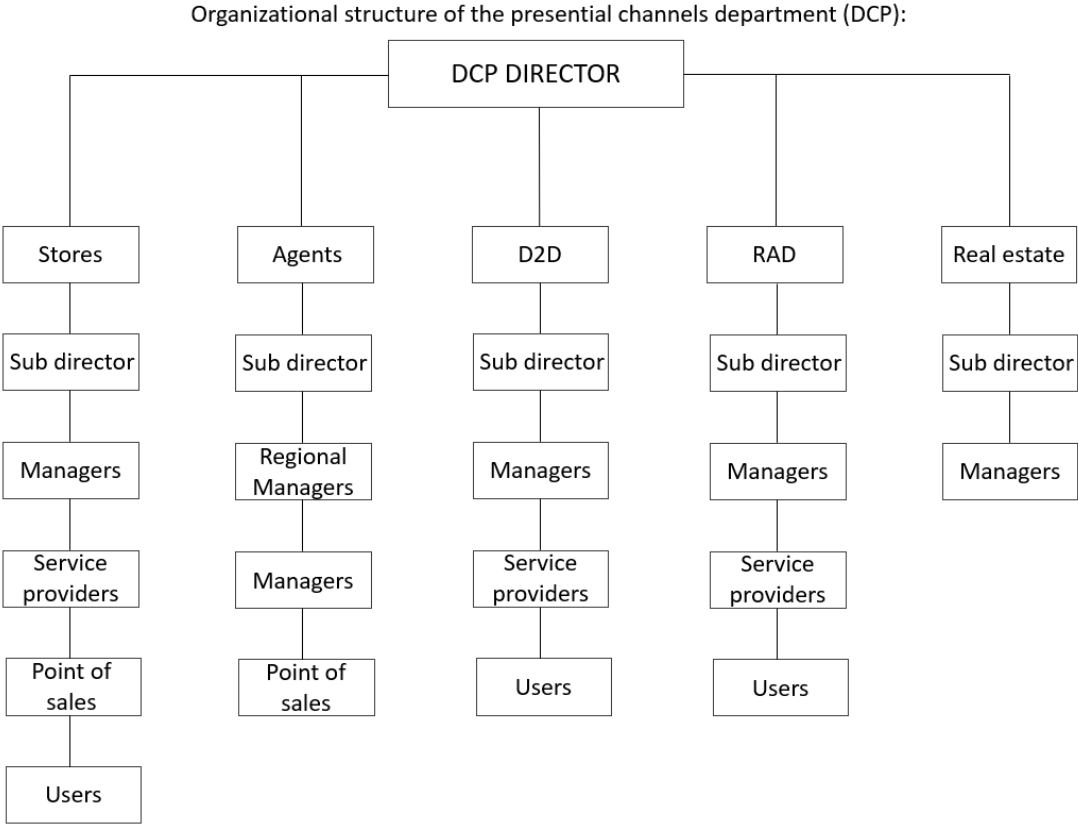 Organizational structure of the presential channels department (DCP):
DCP DIRECTOR
Stores
Agents
D2D
RAD
Real estate
Sub director
Sub director
Sub director
Sub director
Sub director
Managers
Regional
Managers
Managers
Managers
Managers
Service
providers
Managers
Service
providers
Service
providers
Point of
sales
Point of
sales
Users
Users
Users